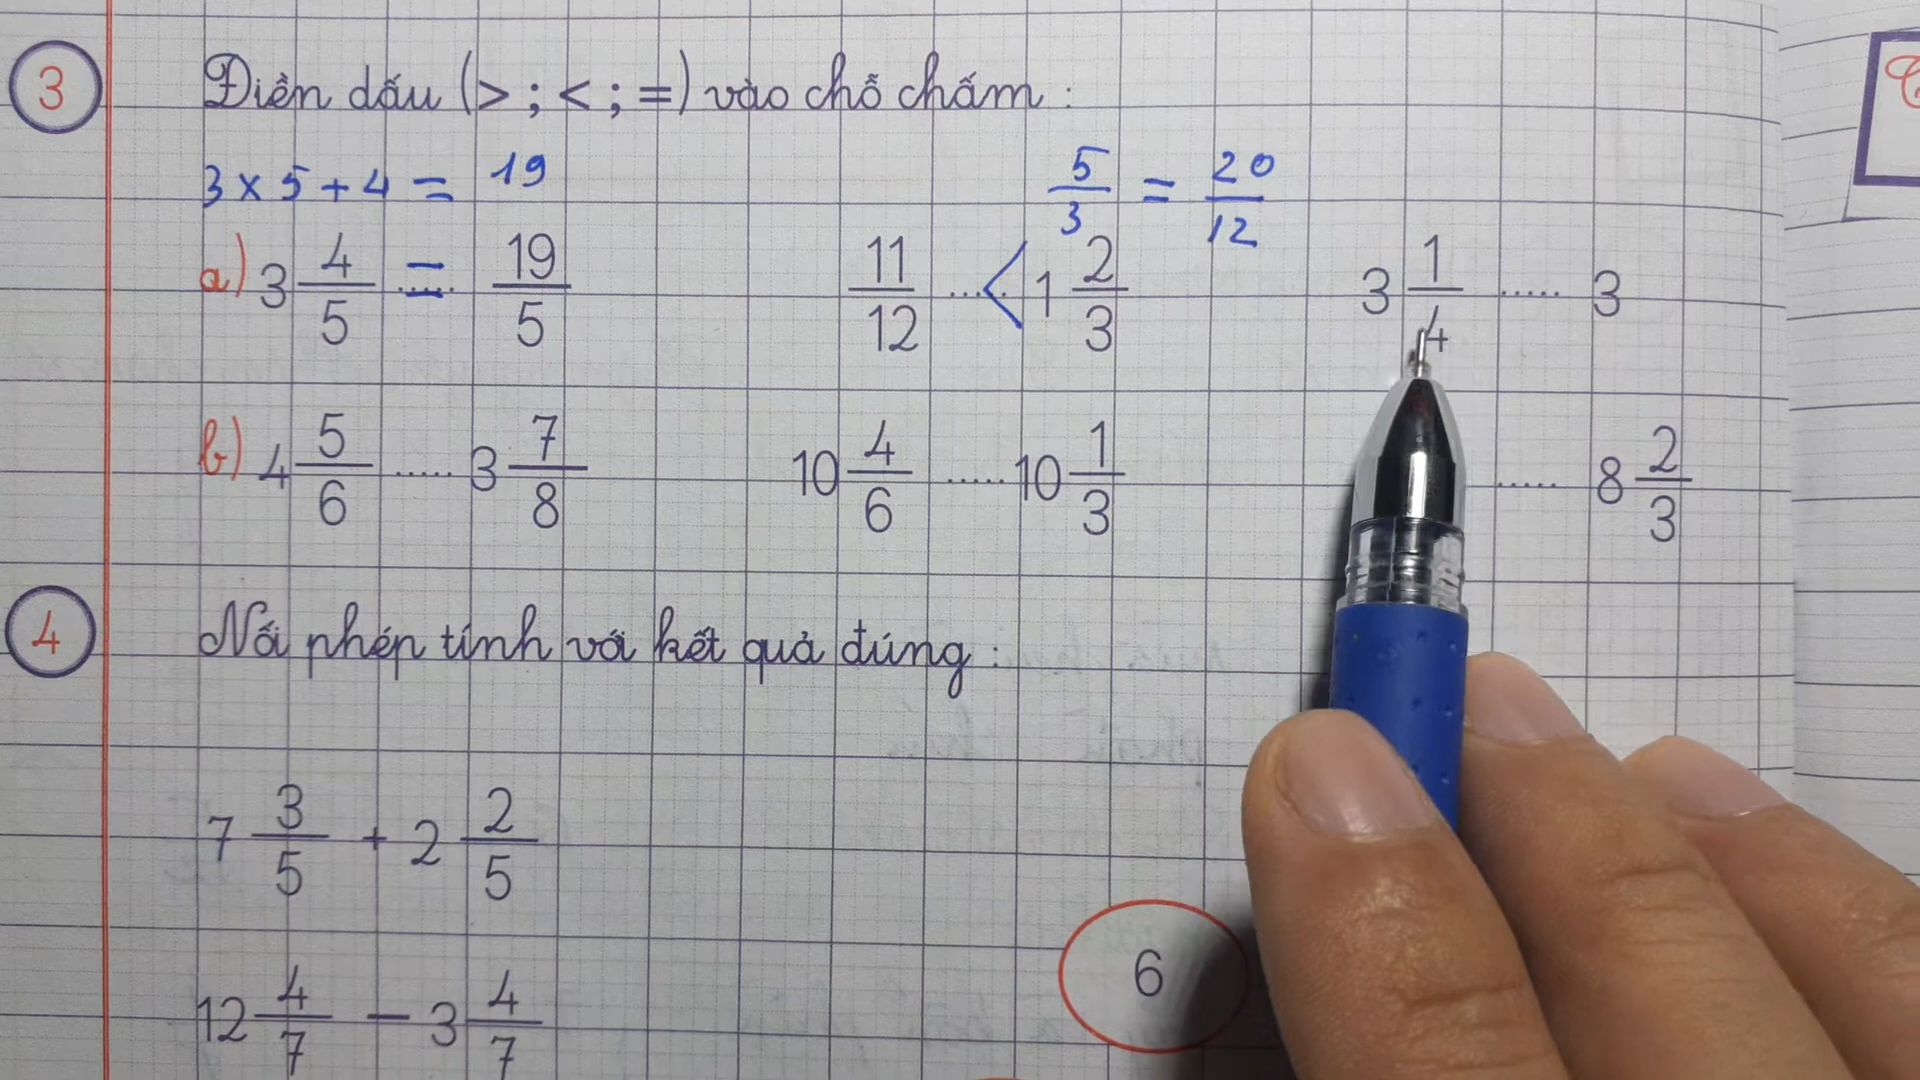 3 Điền dấu (> ; < ; =) vào chỗ chấm :
3 x 5 + 4 = 19
5/3 = 20/12
a) 3 4/5 = 19/5
11/12 < 1 2/3
3 1/4 ..... 3
b) 4 5/6 ..... 3 7/8
10 4/6 ..... 10 1/3
..... 8 2/3
4 Nối phép tính với kết quả đúng :
7 3/5 + 2 2/5
6
12 4/7 - 3 4/7